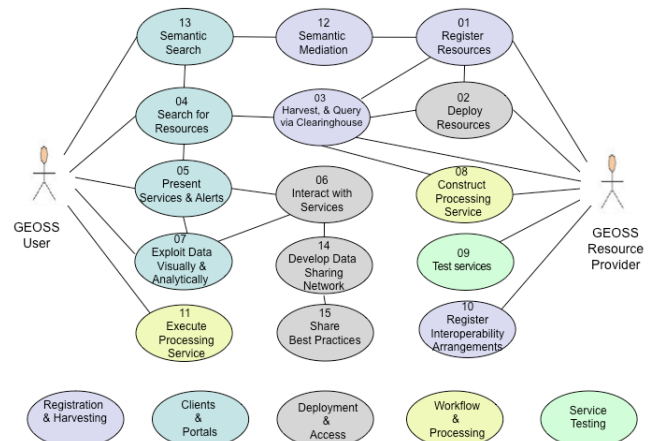 13
Semantic
Search
12
Semantic
Mediation
01
Register
Resources
04
Search for
Resources
03
Harvest, & Query
via Clearinghouse
02
Deploy
Resources
05
Present
Services & Alerts
06
Interact with
Services
08
Construct
Processing
Service
GEOSS
User
GEOSS
Resource
Provider
07
Exploit Data
Visually &
Analytically
14
Develop Data
Sharing
Network
09
Test services
11
Execute
Processing
Service
15
Share
Best Practices
10
Register
Interoperability
Arrangements
Registration
& Harvesting
Clients
&
Portals
Deployment
&
Access
Workflow
&
Processing
Service
Testing